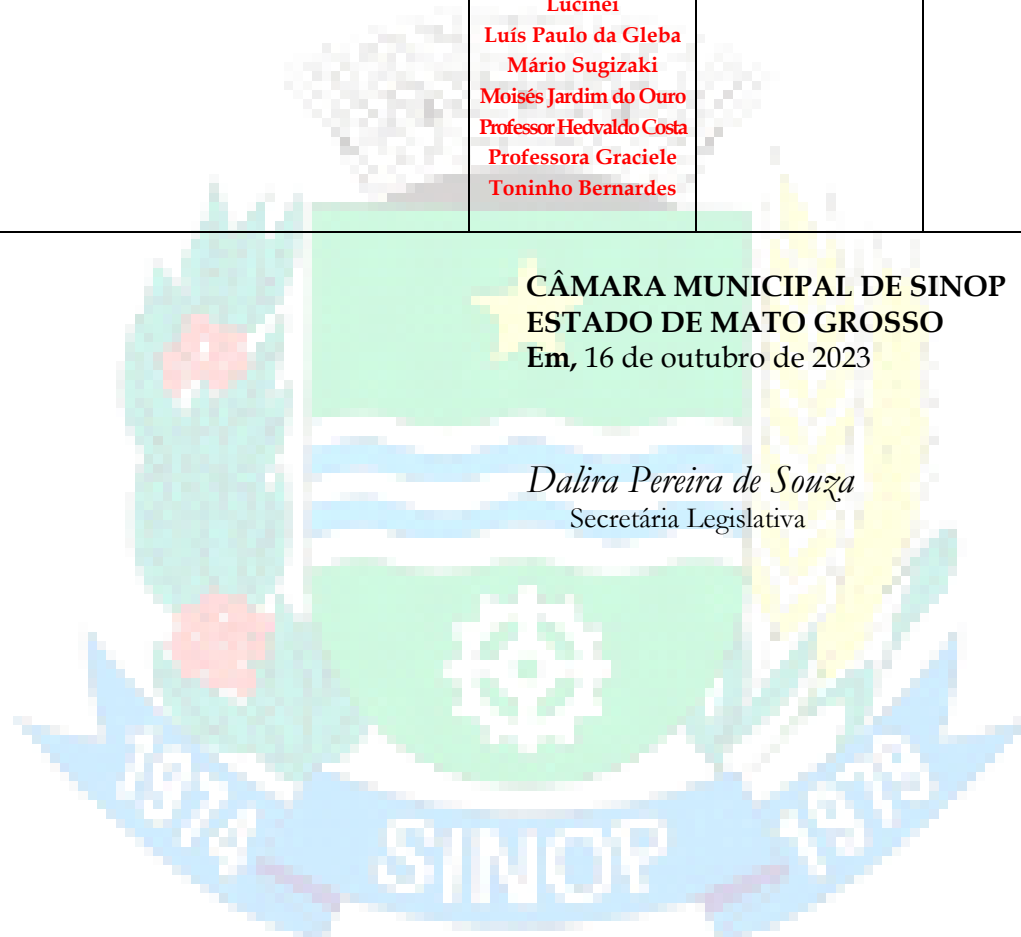 Lucinei
Luís Paulo da Gleba
Mário Sugizaki
Moisés Jardim do Ouro
Professor Hedvaldo Costa
Professora Graciele
Toninho Bernardes
CÂMARA MUNICIPAL DE SINOP
ESTADO DE MATO GROSSO
Em, 16 de outubro de 2023
Dalira Pereira de Souza
Secretária Legislativa
1974 SINOP 1979